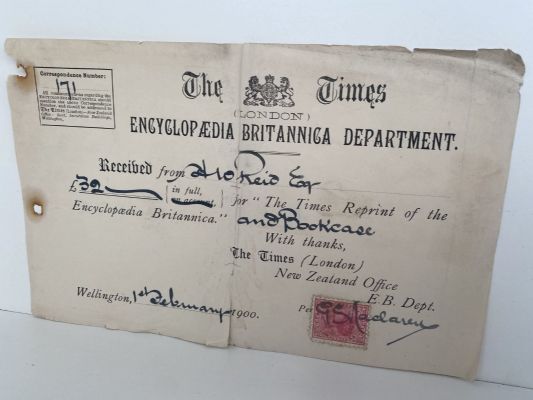 Correspondence Number:
171
The Times
(LONDON)
ENCYCLOPÆDIA BRITANNICA DEPARTMENT.
Received from A W Reid Esq
£32 {in full, on account,} for "The Times Reprint of the
Encyclopædia Britannica." and Bookcase
With thanks,
The Times (London)
New Zealand Office
E.B. Dept.
Wellington, 1st February 1900.
Per